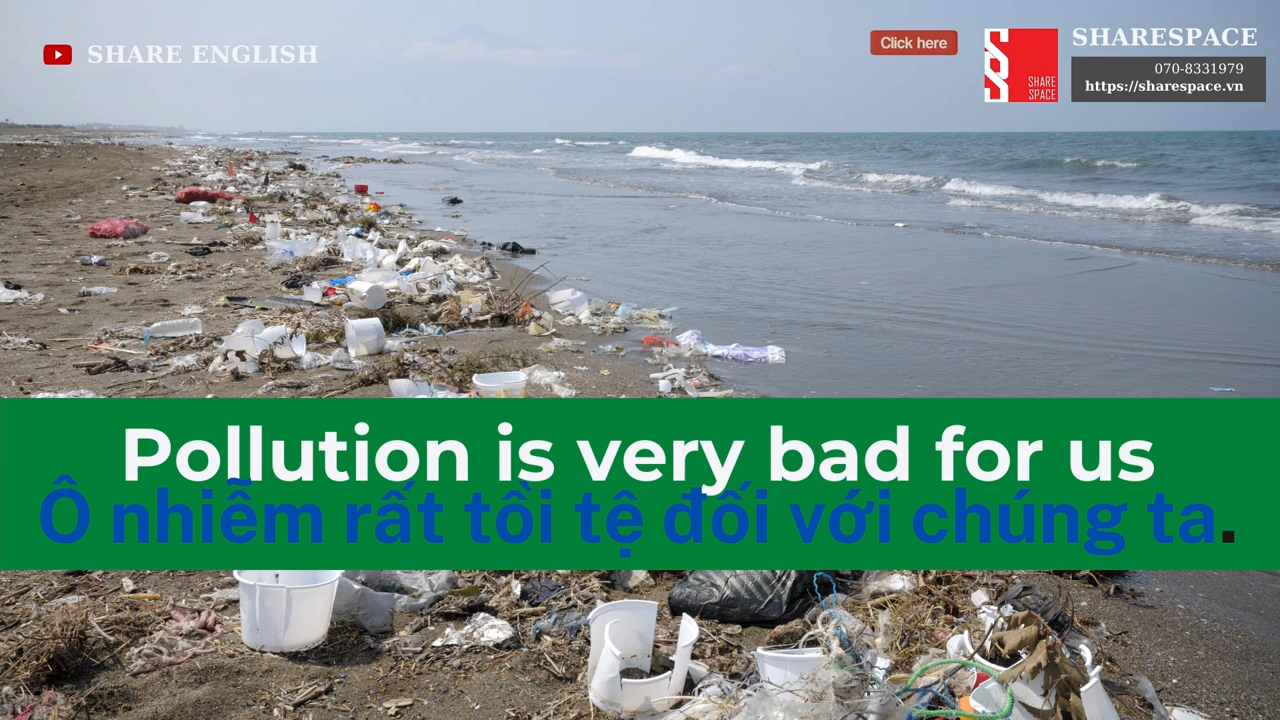 SHARE ENGLISH
Click here
SHARE
SPACE
SHARESPACE
070-8331979
https://sharespace.vn
Pollution is very bad for us
Ô nhiễm rất tồi tệ đối với chúng ta.